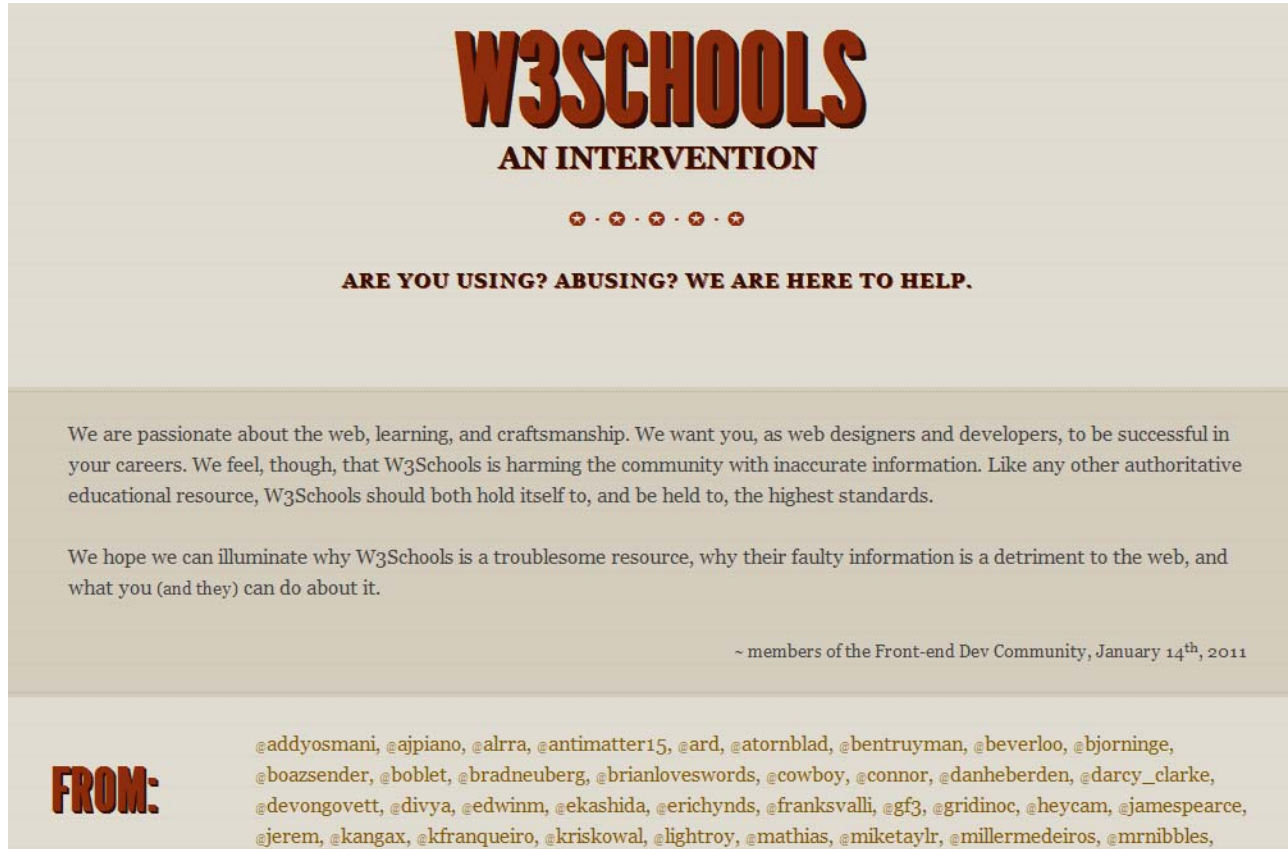 W3SCHOOLS
AN INTERVENTION
✪ · ✪ · ✪ · ✪ · ✪
ARE YOU USING? ABUSING? WE ARE HERE TO HELP.
We are passionate about the web, learning, and craftsmanship. We want you, as web designers and developers, to be successful in
your careers. We feel, though, that W3Schools is harming the community with inaccurate information. Like any other authoritative
educational resource, W3Schools should both hold itself to, and be held to, the highest standards.
We hope we can illuminate why W3Schools is a troublesome resource, why their faulty information is a detriment to the web, and
what you (and they) can do about it.
~ members of the Front-end Dev Community, January 14th, 2011
FROM:
@addyosmani, @ajpiano, @alrra, @antimatter15, @ard, @atornblad, @bentruyman, @beverloo, @bjorninge,
@boazsender, @boblet, @bradneuberg, @brianloveswords, @cowboy, @connor, @danheberden, @darcy_clarke,
@devongovett, @divya, @edwinm, @ekashida, @erichynds, @franksvalli, @gf3, @gridinoc, @heycam, @jamespearce,
@jerem, @kangax, @kfranqueiro, @kriskowal, @lightroy, @mathias, @miketaylr, @millermedeiros, @mrnibbles,